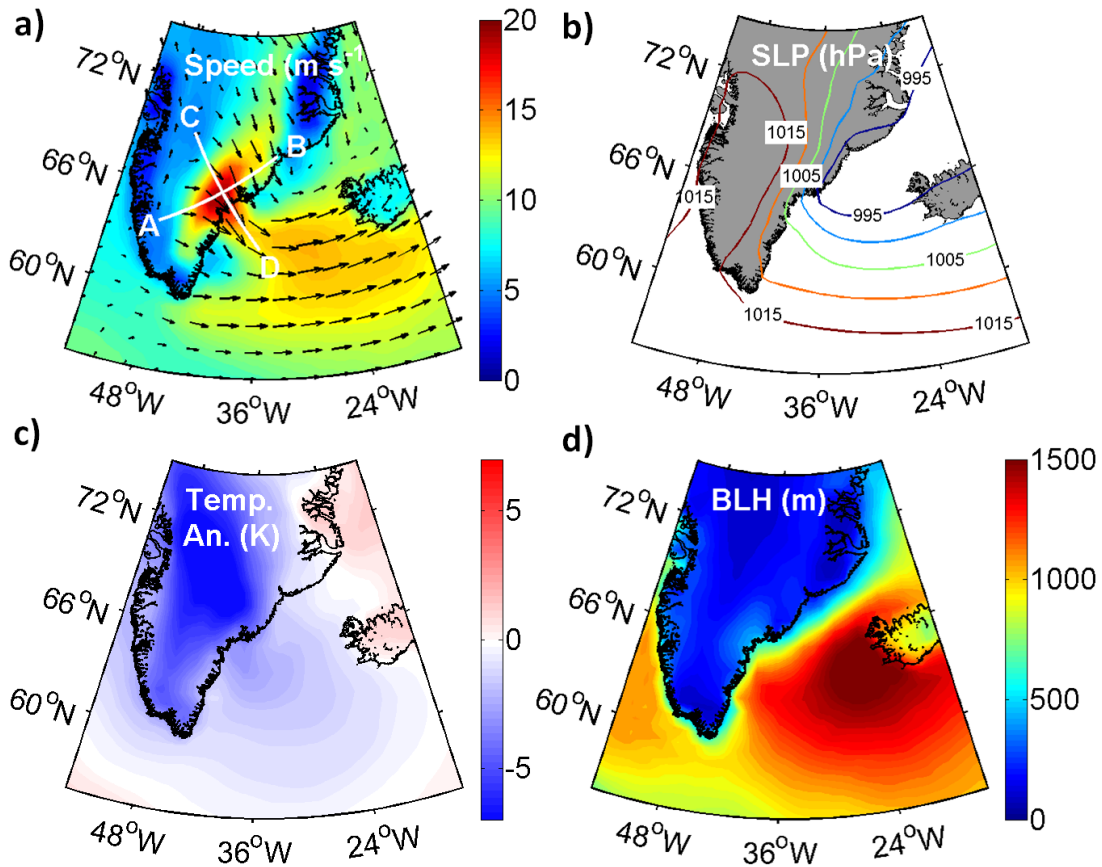 a)
Speed (m s⁻¹
C
B
A
D
72°N
66°N
60°N
48°W
36°W
24°W
20
15
10
5
0
b)
SLP (hPa)
995
1015
1005
1015
995
1005
1015
72°N
66°N
60°N
48°W
36°W
24°W
c)
Temp.
An. (K)
72°N
66°N
60°N
48°W
36°W
24°W
5
0
-5
d)
BLH (m)
72°N
66°N
60°N
48°W
36°W
24°W
1500
1000
500
0